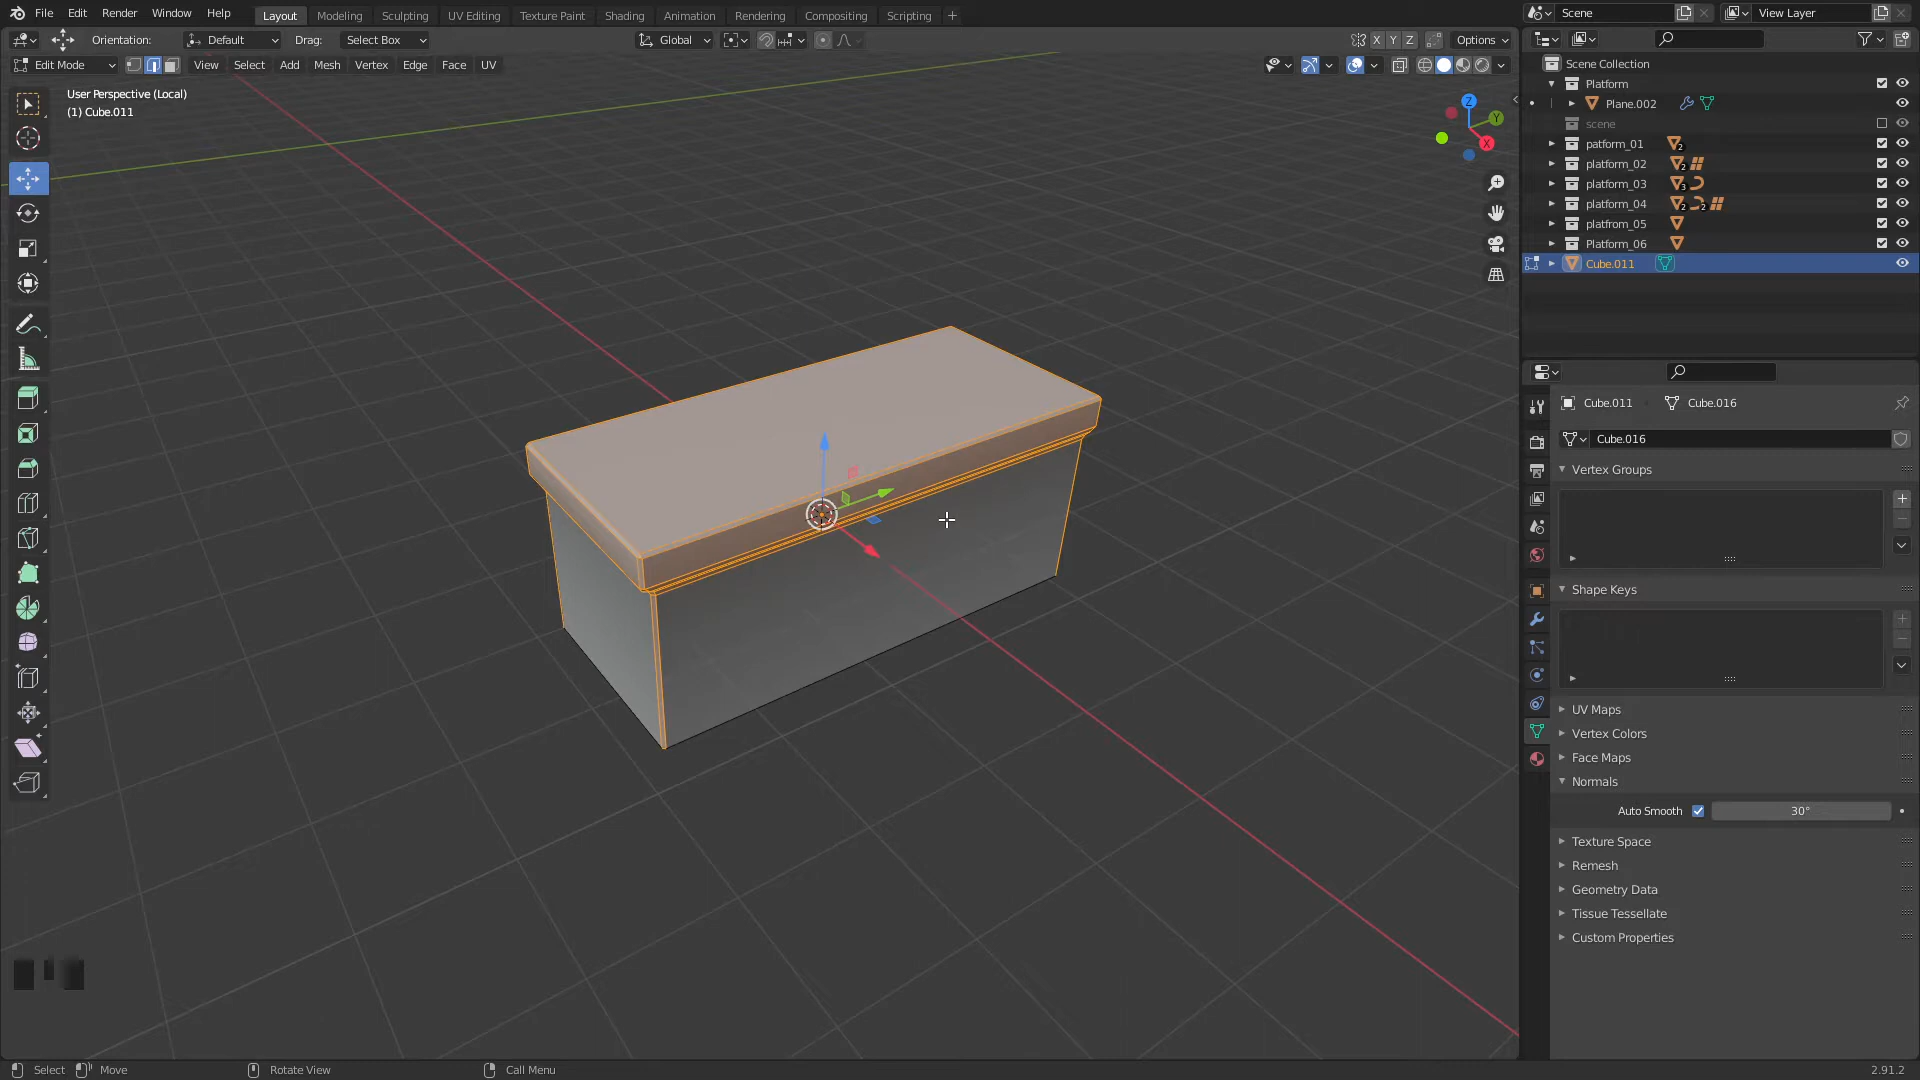 File Edit Render Window Help
Layout Modeling Sculpting UV Editing Texture Paint Shading Animation Rendering Compositing Scripting +
Scene
View Layer
Orientation: Default Drag: Select Box
Global
X Y Z Options
Edit Mode View Select Add Mesh Vertex Edge Face UV
User Perspective (Local)
(1) Cube.011
Z
Y
X
Scene Collection
Platform
Plane.002
scene
patform_01 2
platform_02 2
platform_03 3
platform_04 2 2
platfrom_05
Platform_06
Cube.011
Cube.011 Cube.016
Cube.016
Vertex Groups
Shape Keys
UV Maps
Vertex Colors
Face Maps
Normals
Auto Smooth 30°
Texture Space
Remesh
Geometry Data
Tissue Tessellate
Custom Properties
Select Move Rotate View Call Menu 2.91.2